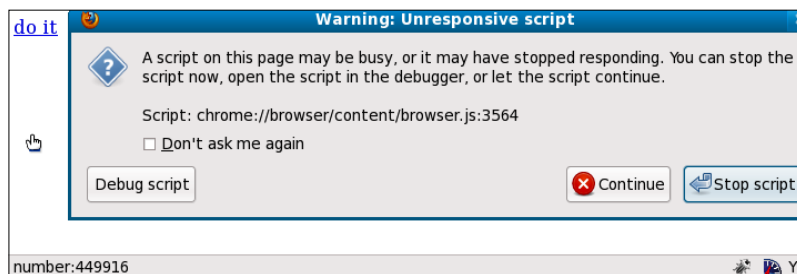 do it
Warning: Unresponsive script
A script on this page may be busy, or it may have stopped responding. You can stop the
script now, open the script in the debugger, or let the script continue.
Script: chrome://browser/content/browser.js:3564
Don't ask me again
Debug script
Continue
Stop script
number:449916
Y